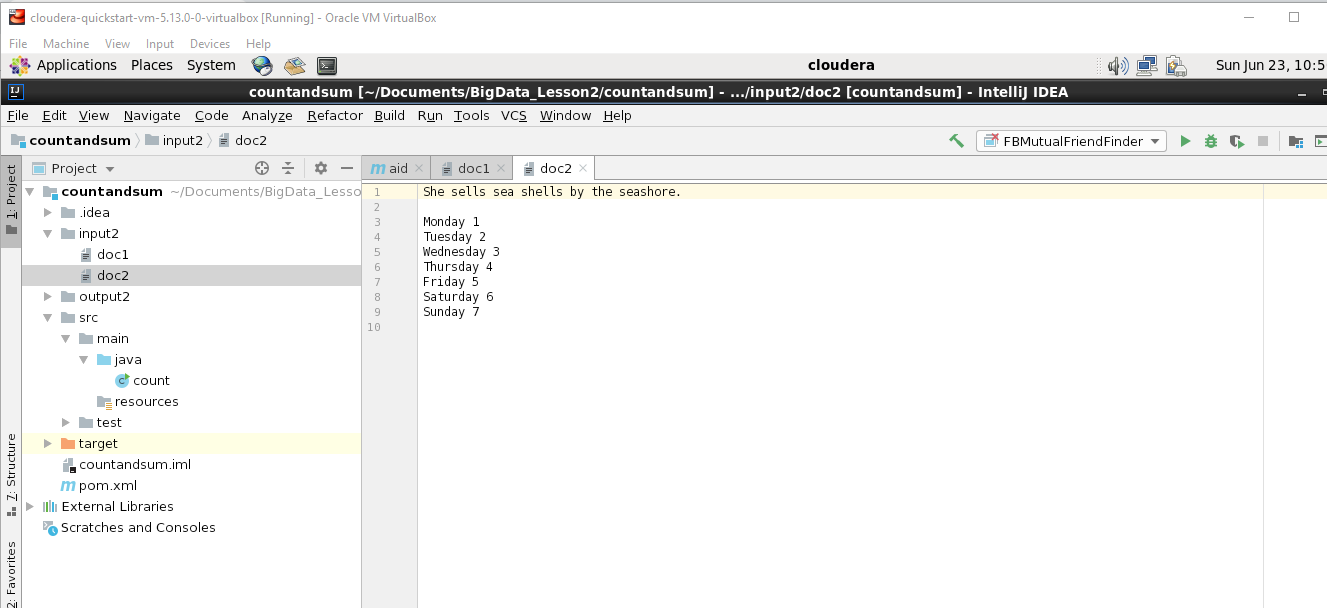 cloudera-quickstart-vm-5.13.0-0-virtualbox [Running] - Oracle VM VirtualBox
File Machine View Input Devices Help
Applications Places System cloudera Sun Jun 23, 10:5
IJ countandsum [~/Documents/BigData_Lesson2/countandsum] - .../input2/doc2 [countandsum] - IntelliJ IDEA
File Edit View Navigate Code Analyze Refactor Build Run Tools VCS Window Help
countandsum input2 doc2 FBMutualFriendFinder
1: Project
7: Structure
2: Favorites
Project
countandsum ~/Documents/BigData_Lesso
.idea
input2
doc1
doc2
output2
src
main
java
count
resources
test
target
countandsum.iml
pom.xml
External Libraries
Scratches and Consoles
m aid doc1 doc2
1 She sells sea shells by the seashore.
2
3 Monday 1
4 Tuesday 2
5 Wednesday 3
6 Thursday 4
7 Friday 5
8 Saturday 6
9 Sunday 7
10